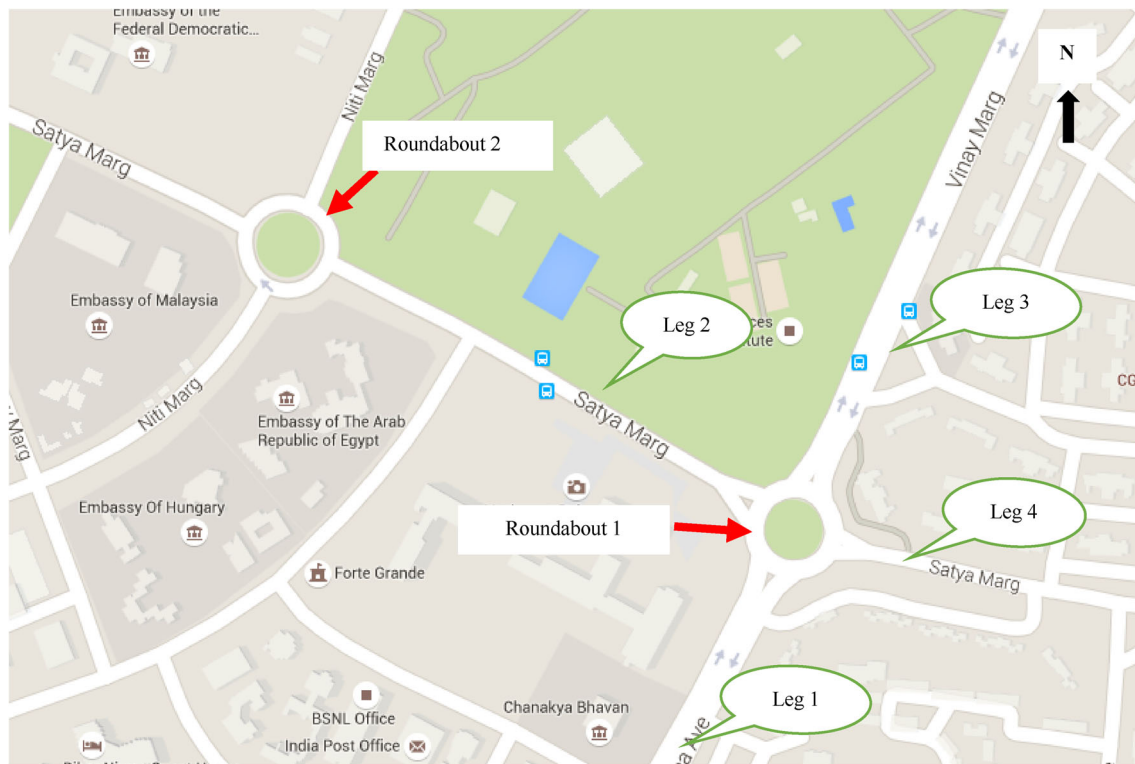 Embassy of the
Federal Democratic...
Niti Marg
N
Satya Marg
Roundabout 2
Vinay Marg
Embassy of Malaysia
Leg 2
Leg 3
Niti Marg
Embassy of The Arab
Republic of Egypt
Satya Marg
CG
Marg
Embassy Of Hungary
Roundabout 1
Leg 4
Forte Grande
Satya Marg
Leg 1
Chanakya Bhavan
BSNL Office
India Post Office
Ave